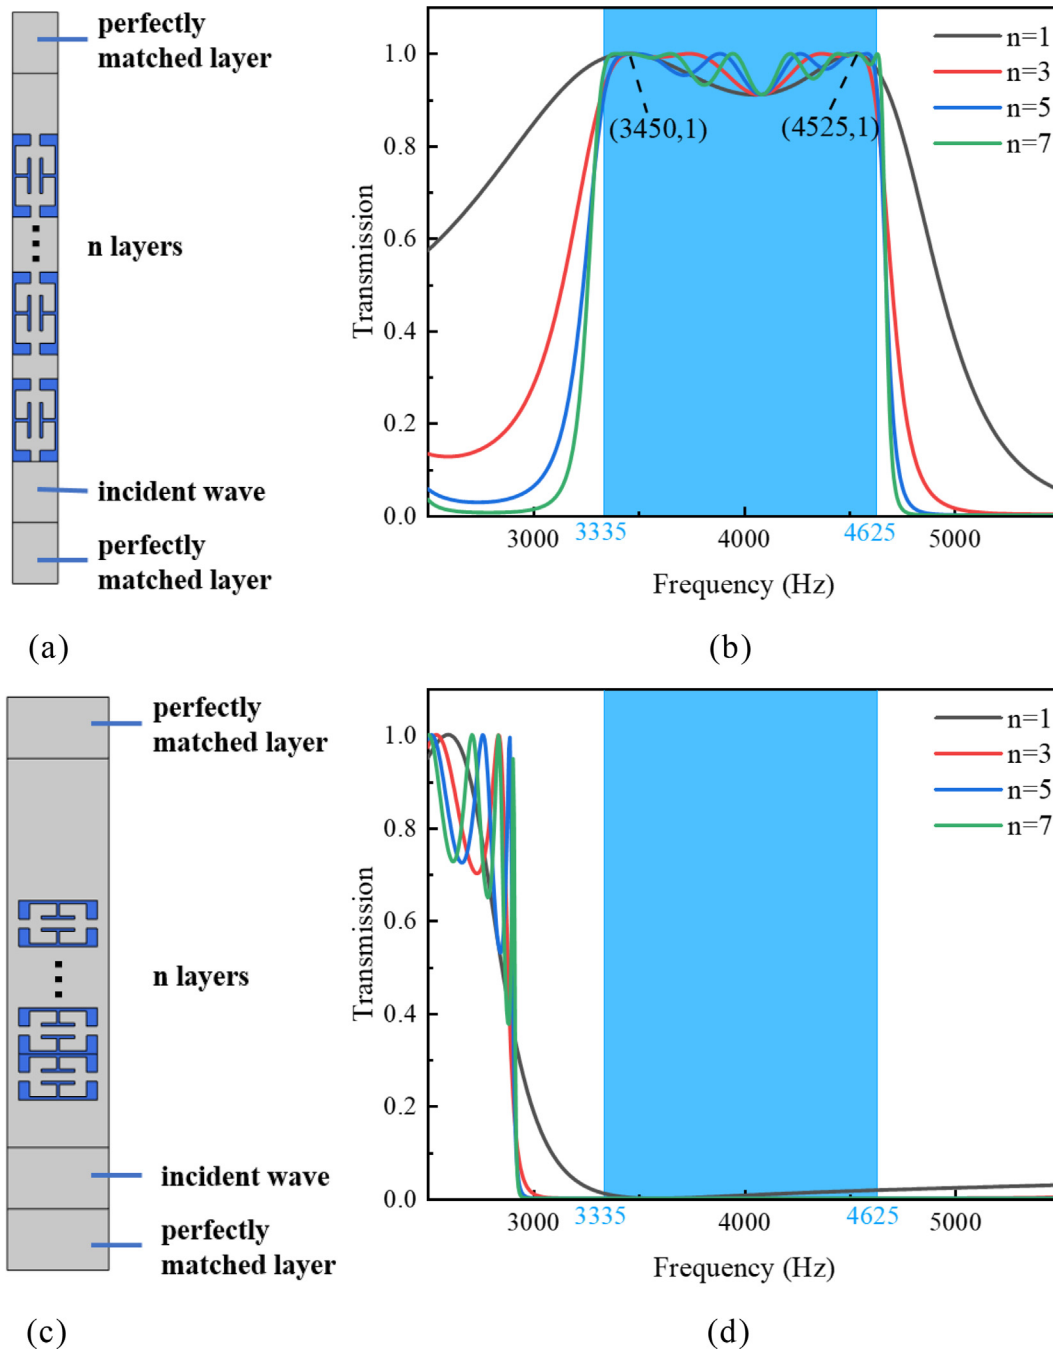 perfectly
matched layer
n layers
incident wave
perfectly
matched layer
(a)
Transmission
1.0
0.8
0.6
0.4
0.2
0.0
n=1
n=3
n=5
n=7
(3450,1)
(4525,1)
3000
3335
4000
4625
5000
Frequency (Hz)
(b)
perfectly
matched layer
n layers
incident wave
perfectly
matched layer
(c)
Transmission
1.0
0.8
0.6
0.4
0.2
0.0
n=1
n=3
n=5
n=7
3000
3335
4000
4625
5000
Frequency (Hz)
(d)